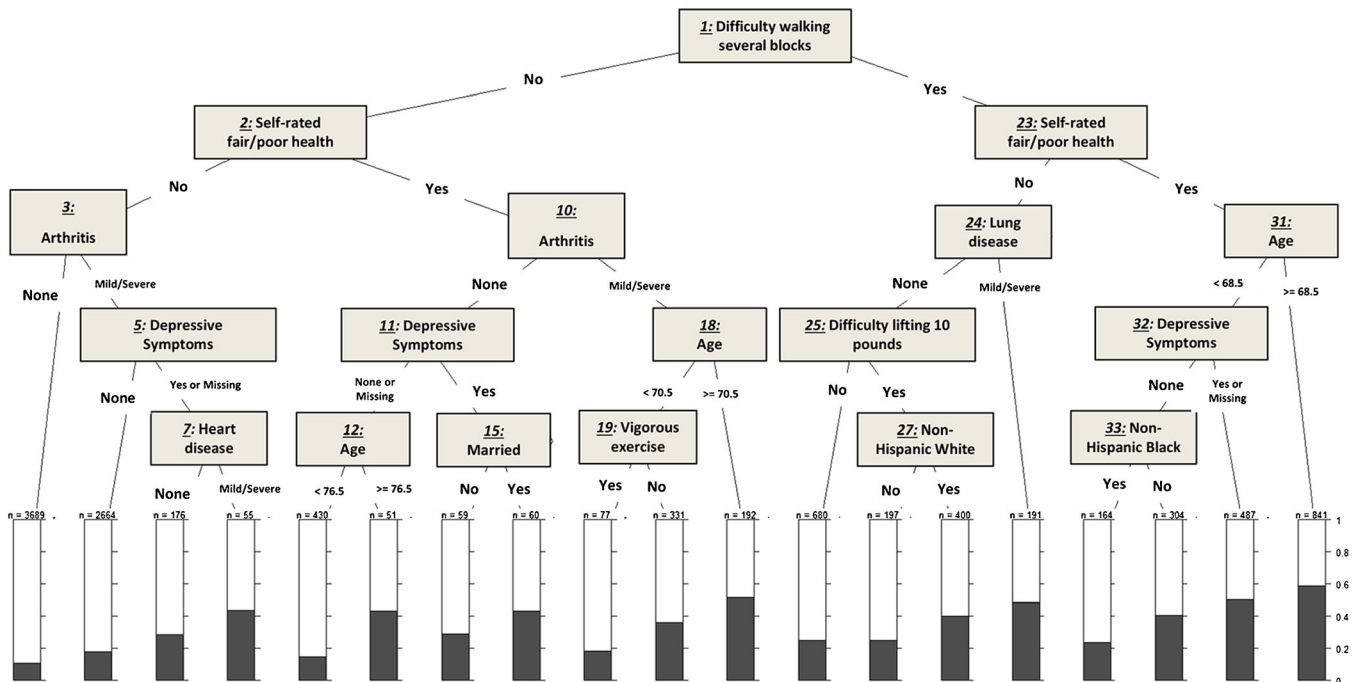 1: Difficulty walking
several blocks
No
Yes
2: Self-rated
fair/poor health
23: Self-rated
fair/poor health
No
Yes
No
Yes
3:
Arthritis
10:
Arthritis
24: Lung
disease
31:
Age
None
Mild/Severe
None
Mild/Severe
None
Mild/Severe
< 68.5
>= 68.5
5: Depressive
Symptoms
11: Depressive
Symptoms
18:
Age
25: Difficulty lifting 10
pounds
32: Depressive
Symptoms
None
Yes or Missing
None or
Missing
Yes
< 70.5
>= 70.5
No
Yes
None
Yes or
Missing
7: Heart
disease
12:
Age
15:
Married
19: Vigorous
exercise
27: Non-
Hispanic White
33: Non-
Hispanic Black
None
Mild/Severe
< 76.5
>= 76.5
No
Yes
Yes
No
No
Yes
Yes
No
n = 3689
n = 2664
n = 176
n = 55
n = 430
n = 51
n = 59
n = 60
n = 77
n = 331
n = 192
n = 680
n = 197
n = 400
n = 191
n = 164
n = 304
n = 487
n = 841
1
0.8
0.6
0.4
0.2
0